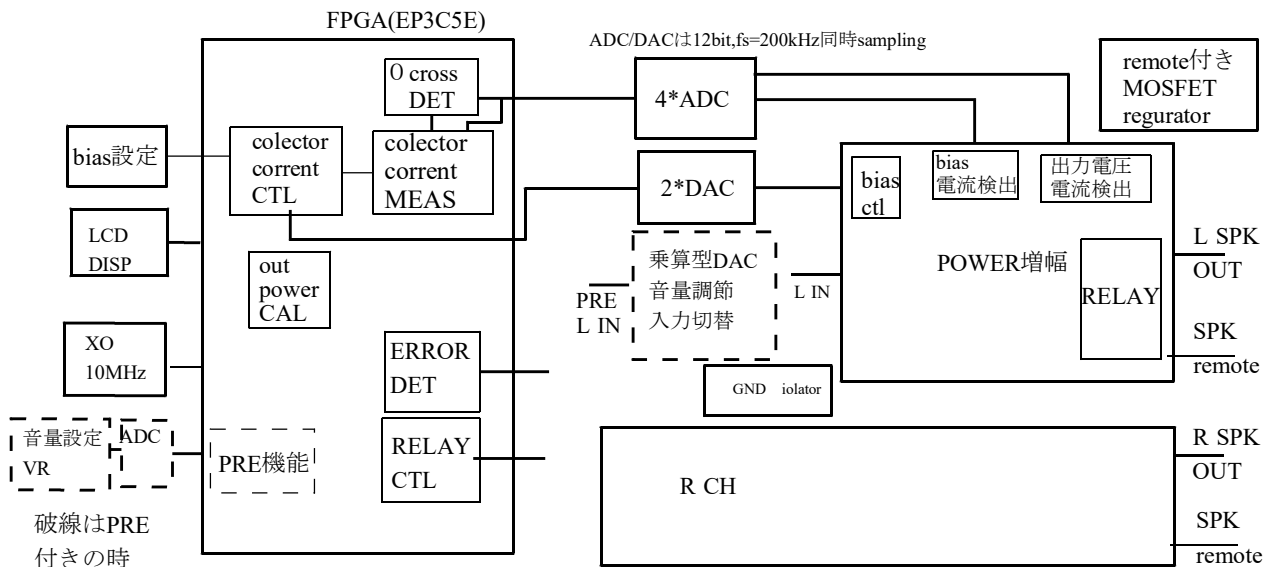 FPGA(EP3C5E)
ADC/DACは12bit,fs=200kHz同時sampling
O cross
DET
4*ADC
remote付き
MOSFET
regurator
bias設定
colector
corrent
CTL
colector
corrent
MEAS
2*DAC
bias
ctl
bias
電流検出
出力電圧
電流検出
LCD
DISP
out
power
CAL
PRE
L IN
乗算型DAC
音量調節
入力切替
L IN
POWER増幅
RELAY
L SPK
OUT
SPK
remote
XO
10MHz
ERROR
DET
GND iolator
音量設定
VR
ADC
PRE機能
RELAY
CTL
R CH
R SPK
OUT
SPK
remote
破線はPRE
付きの時